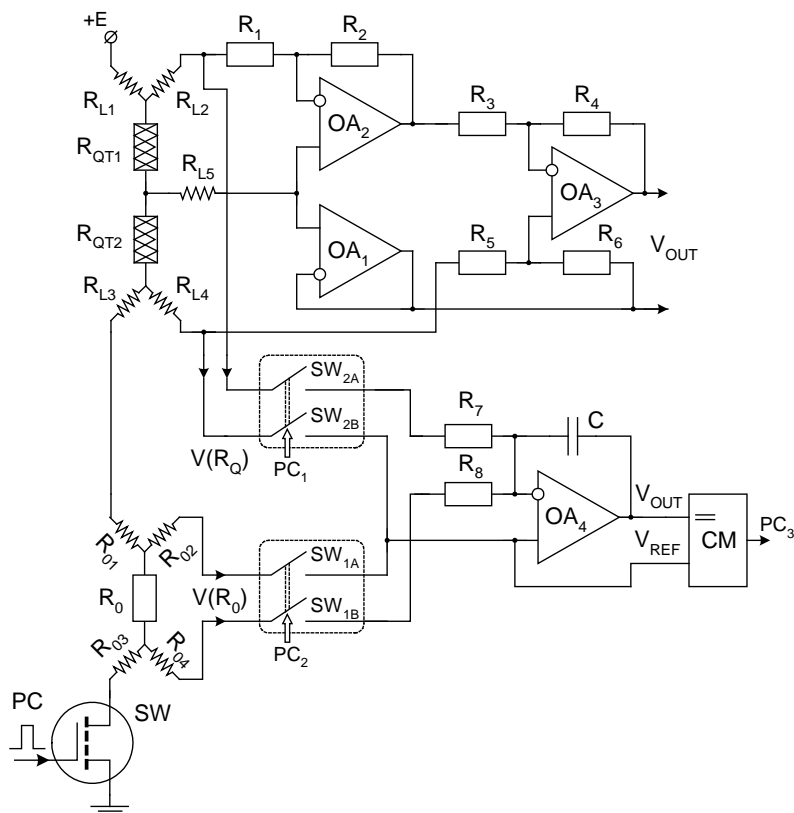 +E
R1 R2
RL1 RL2
RQT1
OA2
R3 R4
RL5
OA3
RQT2
OA1
R5 R6
VOUT
RL3 RL4
SW2A
SW2B
V(RQ)
PC1
R7
C
R8
OA4
VOUT
VREF
CM
PC3
R01 R02
R0
V(R0)
SW1A
SW1B
PC2
R03 R04
PC
SW